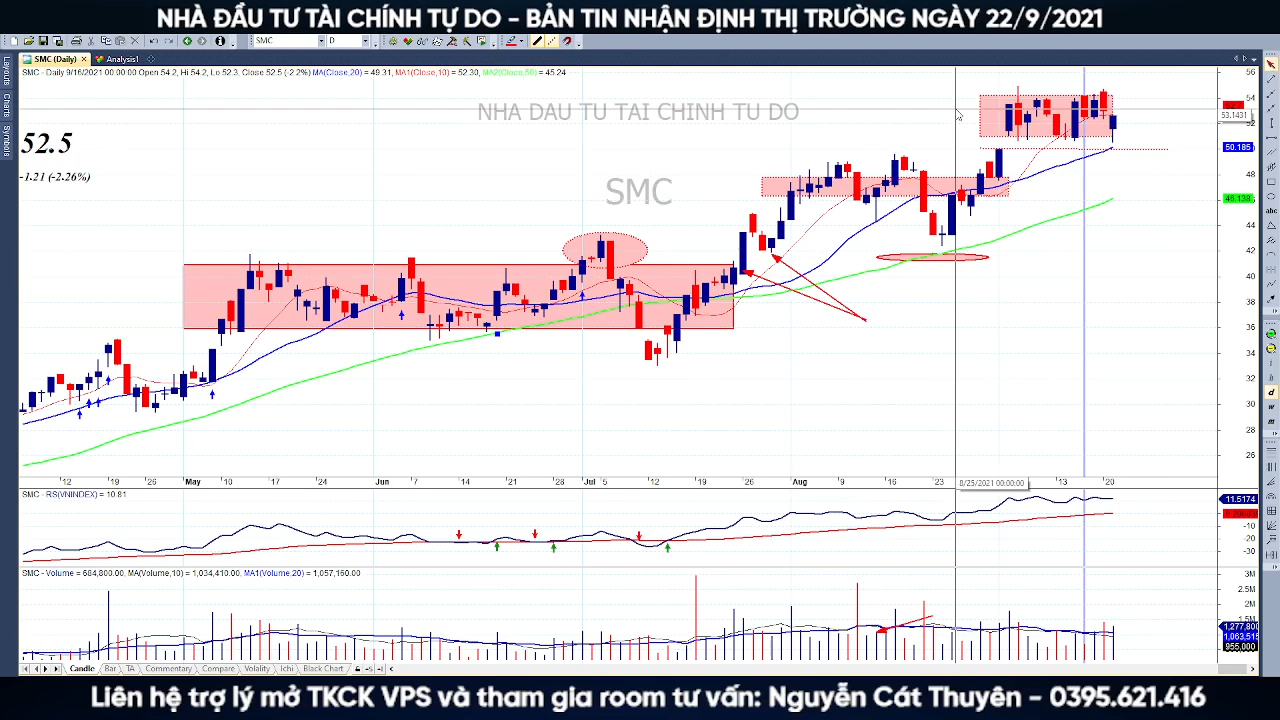 NHÀ ĐẦU TƯ TÀI CHÍNH TỰ DO – BẢN TIN NHẬN ĐỊNH THỊ TRƯỜNG NGÀY 22/9/2021
SMC D
SMC (Daily) Analysis1
Layouts
Charts
Symbols
SMC - Daily 9/16/2021 00:00:00 Open 54.2, Hi 54.2, Lo 52.3, Close 52.5 (-2.2%) MA(Close,20) = 49.31, MA1(Close,10) = 52.30, MA2(Close,50) = 45.24
NHA DAU TU TAI CHINH TU DO
SMC
52.5
-1.21 (-2.26%)
56
54
53.1431
52
50.185
48
46.138
44
42
40
38
36
34
32
30
28
26
12 19 26 May 10 17 24 Jun 7 14 21 28 Jul 5 12 19 26 Aug 9 16 23 8/25/2021 00:00:00 13 20
SMC - RS(VNINDEX) = 10.81
11.5174
-10
-20
-30
SMC - Volume = 684,800.00, MA(Volume,10) = 1,034,410.00, MA1(Volume,20) = 1,057,160.00
3M
2.5M
2M
1.5M
1,277,800
1,063,515
955,000
Candle Bar TA Commentary Compare Volality Ichi Black Chart
abc
d
w
m
Liên hệ trợ lý mở TKCK VPS và tham gia room tư vấn: Nguyễn Cát Thuyên – 0395.621.416